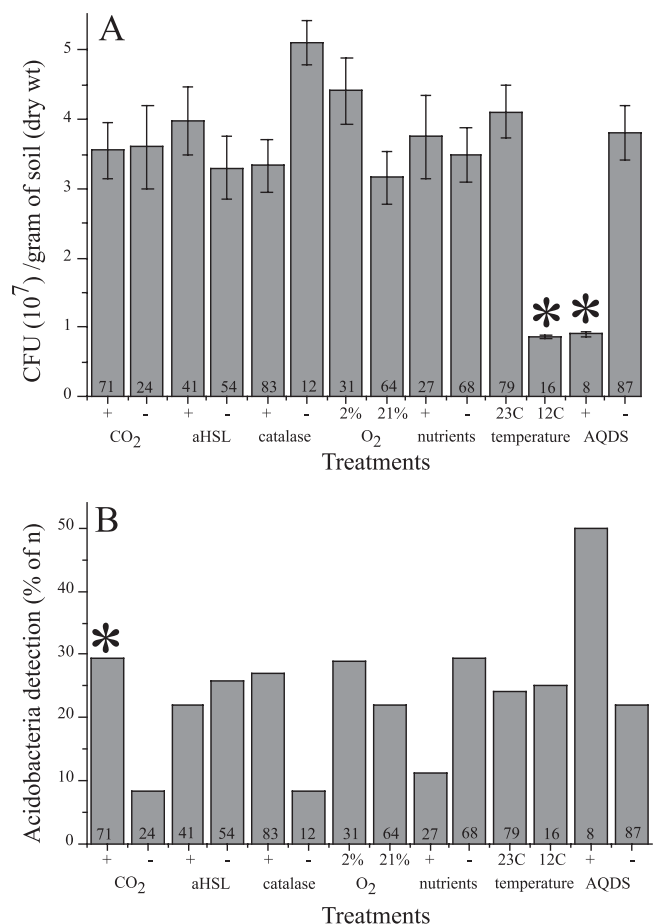 A
CFU (10^7) /gram of soil (dry wt)
5
4
3
2
1
0
71 24 41 54 83 12 31 64 27 68 79 16 8 87
* *
+ - + - + - 2% 21% + - 23C 12C + -
CO2 aHSL catalase O2 nutrients temperature AQDS
Treatments
B
Acidobacteria detection (% of n)
50
40
30
20
10
0
*
71 24 41 54 83 12 31 64 27 68 79 16 8 87
+ - + - + - 2% 21% + - 23C 12C + -
CO2 aHSL catalase O2 nutrients temperature AQDS
Treatments